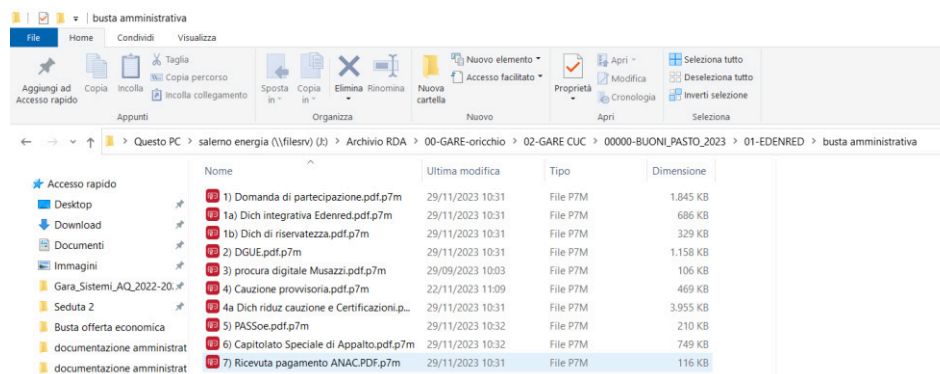 busta amministrativa
File Home Condividi Visualizza
Aggiungi ad Accesso rapido
Copia
Incolla
Taglia
Copia percorso
Incolla collegamento
Appunti
Sposta in
Copia in
Elimina
Rinomina
Organizza
Nuova cartella
Nuovo elemento
Accesso facilitato
Nuovo
Proprietà
Apri
Modifica
Cronologia
Apri
Seleziona tutto
Deseleziona tutto
Inverti selezione
Seleziona
> Questo PC > salerno energia (\\filesrv) (J:) > Archivio RDA > 00-GARE-oricchio > 02-GARE CUC > 00000-BUONI_PASTO_2023 > 01-EDENRED > busta amministrativa
Accesso rapido
Desktop
Download
Documenti
Immagini
Gara_Sistemi_AQ_2022-20.
Seduta 2
Busta offerta economica
documentazione amministrat
documentazione amministrat
Nome Ultima modifica Tipo Dimensione
1) Domanda di partecipazione.pdf.p7m 29/11/2023 10:31 File P7M 1.845 KB
1a) Dich integrativa Edenred.pdf.p7m 29/11/2023 10:31 File P7M 686 KB
1b) Dich di riservatezza.pdf.p7m 29/11/2023 10:31 File P7M 329 KB
2) DGUE.pdf.p7m 29/11/2023 10:31 File P7M 1.158 KB
3) procura digitale Musazzi.pdf.p7m 29/09/2023 10:03 File P7M 106 KB
4) Cauzione provvisoria.pdf.p7m 22/11/2023 11:09 File P7M 469 KB
4a Dich riduz cauzione e Certificazioni.p... 29/11/2023 10:31 File P7M 3.955 KB
5) PASSoe.pdf.p7m 29/11/2023 10:32 File P7M 210 KB
6) Capitolato Speciale di Appalto.pdf.p7m 29/11/2023 10:32 File P7M 749 KB
7) Ricevuta pagamento ANAC.PDF.p7m 29/11/2023 10:31 File P7M 116 KB